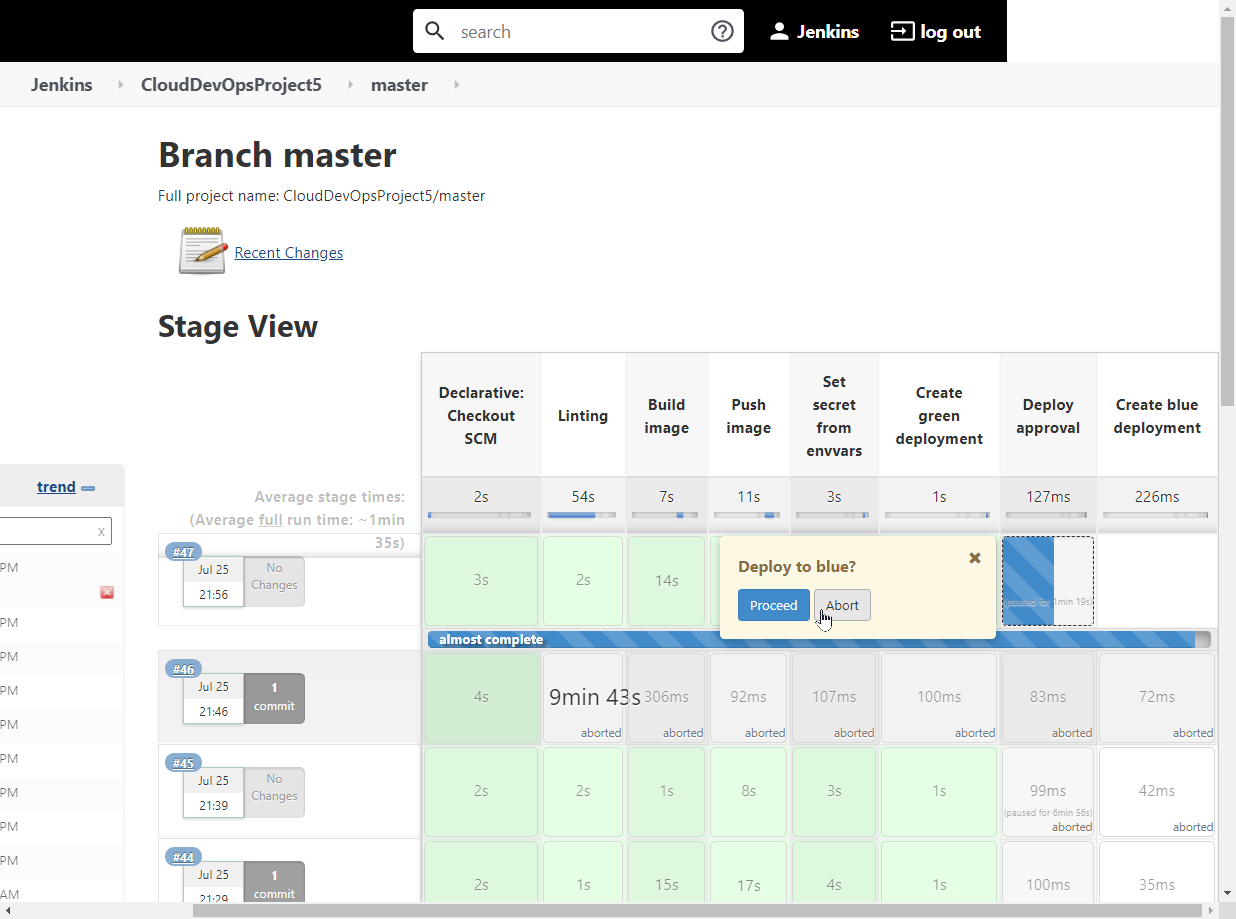 search
Jenkins
log out
Jenkins
CloudDevOpsProject5
master
Branch master
Full project name: CloudDevOpsProject5/master
Recent Changes
Stage View
Declarative:
Checkout
SCM
Linting
Build
image
Push
image
Set
secret
from
envvars
Create
green
deployment
Deploy
approval
Create blue
deployment
trend
x
PM
PM
PM
PM
PM
PM
PM
PM
PM
AM
Average stage times:
(Average full run time: ~1min
35s)
2s
54s
7s
11s
3s
1s
127ms
226ms
#47
Jul 25
21:56
No
Changes
3s
2s
14s
Deploy to blue?
Proceed
Abort
(paused for 1min 19s)
almost complete
#46
Jul 25
21:46
1
commit
4s
9min 43s
aborted
306ms
aborted
92ms
aborted
107ms
aborted
100ms
aborted
83ms
aborted
72ms
aborted
#45
Jul 25
21:39
No
Changes
2s
2s
1s
8s
3s
1s
99ms
(paused for 6min 56s)
aborted
42ms
aborted
#44
Jul 25
21:29
1
commit
2s
1s
15s
17s
4s
1s
100ms
35ms